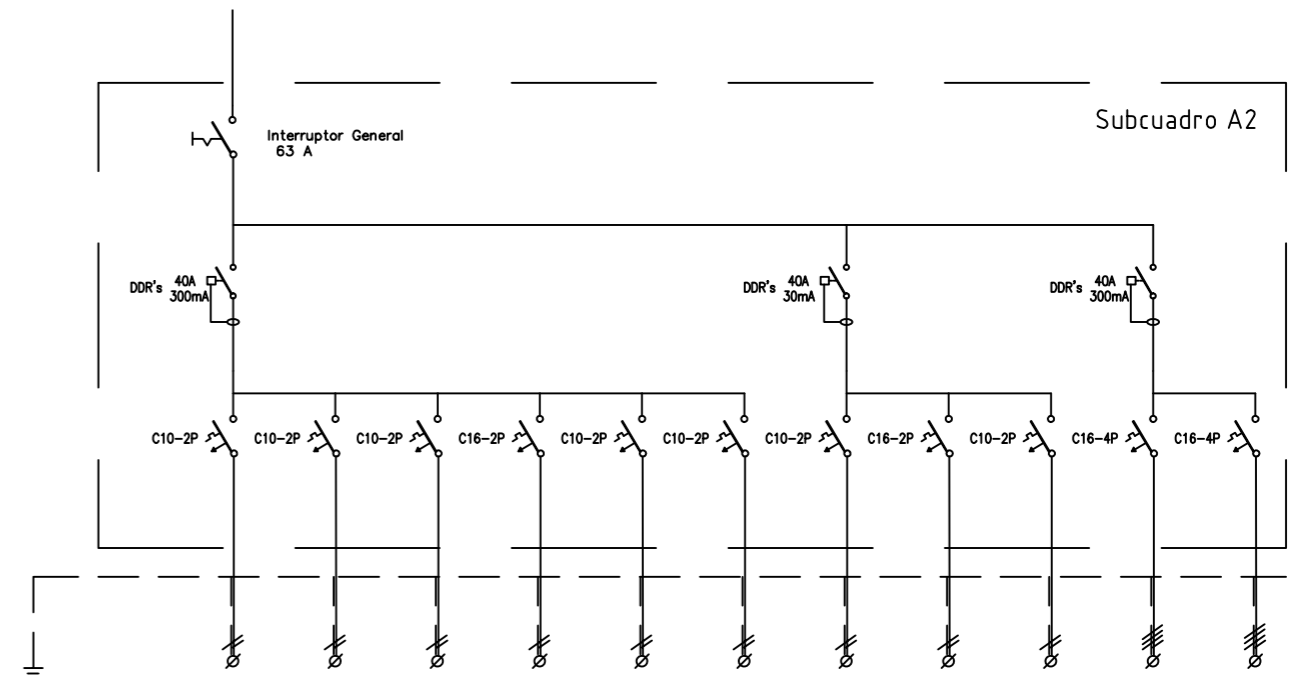 Subcuadro A2
Interruptor General
63 A
DDR's 40A
300mA
DDR's 40A
30mA
DDR's 40A
300mA
C10-2P
C10-2P
C10-2P
C16-2P
C10-2P
C10-2P
C10-2P
C16-2P
C10-2P
C16-4P
C16-4P